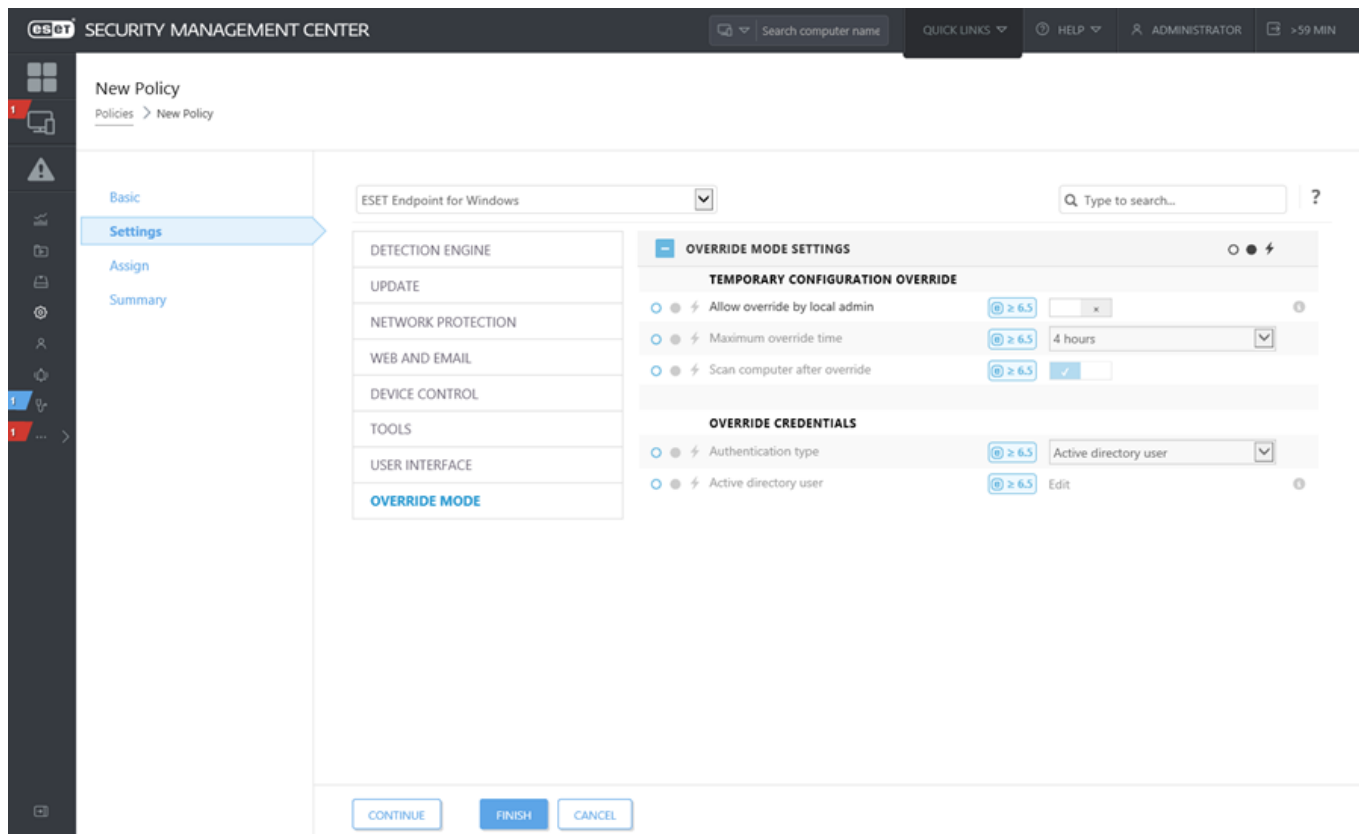 eset SECURITY MANAGEMENT CENTER
Search computer name
QUICK LINKS
HELP
ADMINISTRATOR
>59 MIN
1
1
1
New Policy
Policies > New Policy
Basic
Settings
Assign
Summary
ESET Endpoint for Windows
Type to search...
?
DETECTION ENGINE
UPDATE
NETWORK PROTECTION
WEB AND EMAIL
DEVICE CONTROL
TOOLS
USER INTERFACE
OVERRIDE MODE
OVERRIDE MODE SETTINGS
TEMPORARY CONFIGURATION OVERRIDE
Allow override by local admin ≥ 6.5
Maximum override time ≥ 6.5 4 hours
Scan computer after override ≥ 6.5
OVERRIDE CREDENTIALS
Authentication type ≥ 6.5 Active directory user
Active directory user ≥ 6.5 Edit
CONTINUE
FINISH
CANCEL